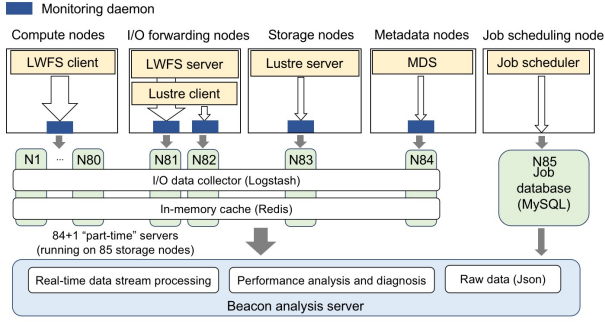 Monitoring daemon
Compute nodes
I/O forwarding nodes
Storage nodes
Metadata nodes
Job scheduling node
LWFS client
LWFS server
Lustre client
Lustre server
MDS
Job scheduler
N1 ... N80
N81
N82
N83
N84
N85
Job
database
(MySQL)
I/O data collector (Logstash)
In-memory cache (Redis)
84+1 “part-time” servers
(running on 85 storage nodes)
Real-time data stream processing
Performance analysis and diagnosis
Raw data (Json)
Beacon analysis server